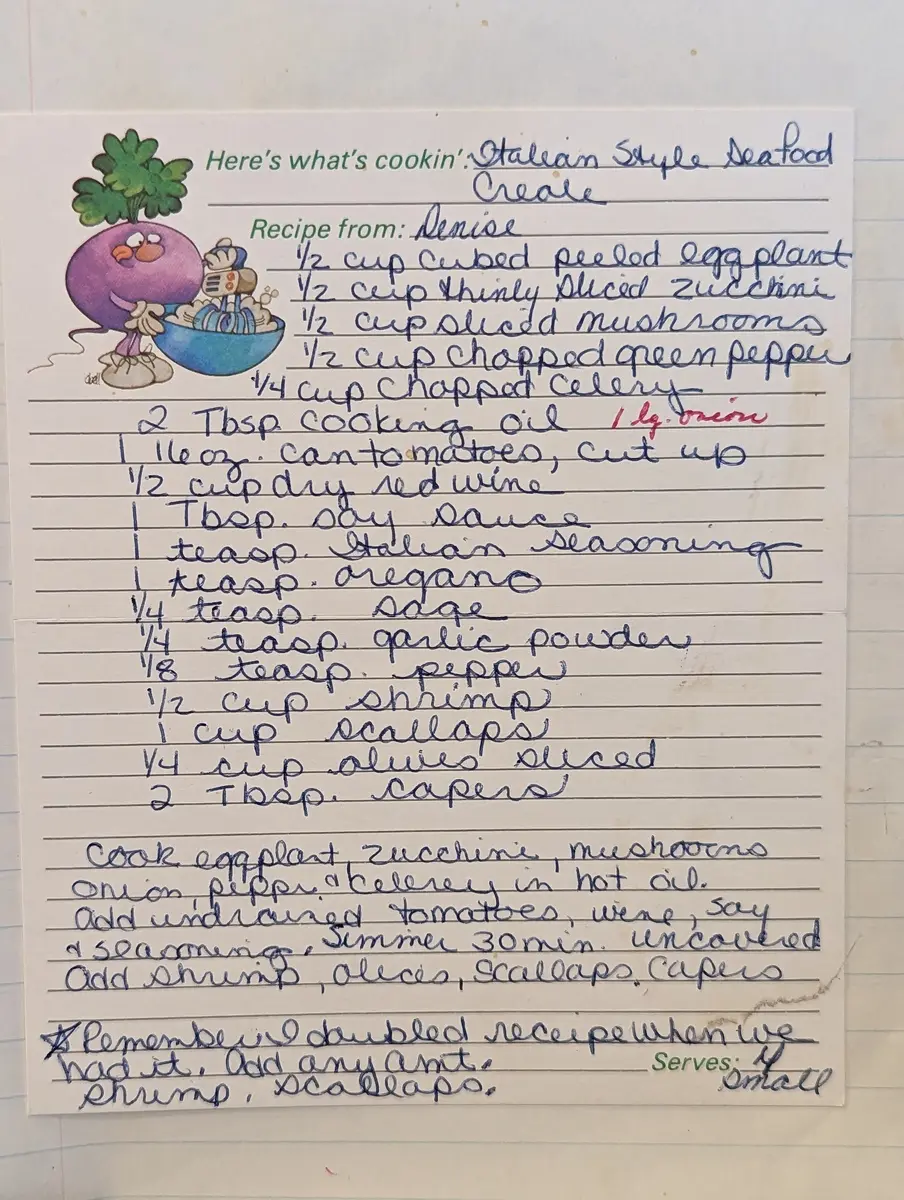 Here's what's cookin': Italian Style Seafood
Creole
Recipe from: Denise
1/2 cup cubed peeled eggplant
1/2 cup thinly sliced zucchini
1/2 cup sliced mushrooms
1/2 cup chopped green pepper
1/4 cup chopped celery
2 Tbsp cooking oil 1 lg. onion
1 16 oz. can tomatoes, cut up
1/2 cup dry red wine
1 Tbsp. soy sauce
1 teasp. Italian seasoning
1 teasp. oregano
1/4 teasp. sage
1/4 teasp. garlic powder
1/8 teasp. pepper
1/2 cup shrimp
1 cup scallaps
1/4 cup olives sliced
2 Tbsp. capers
Cook eggplant, zucchini, mushooms
onion, peppr & celerey in hot oil.
Add undrained tomatoes, wine, soy
& seasoning. Simmer 30 min. uncovered
Add shrimp, olices, scallaps. Capers
☆ Remember we doubled receipe when we
had it. Add any amt.
shrimp, scallaps.
Serves: 4
small